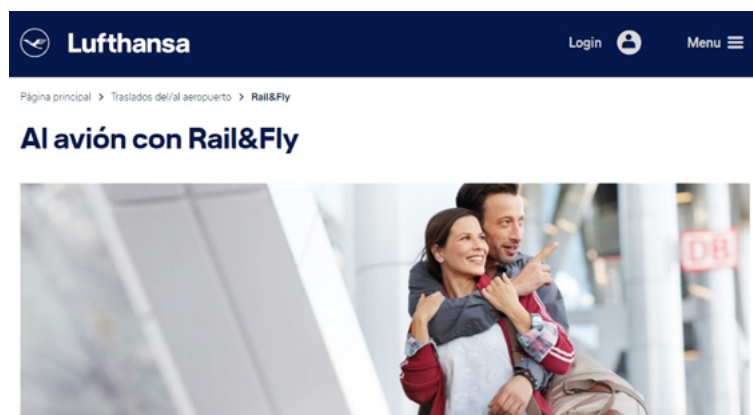 Lufthansa
Login
Menu
Página principal > Traslados del/al aeropuerto > Rail&Fly
Al avión con Rail&Fly
DB